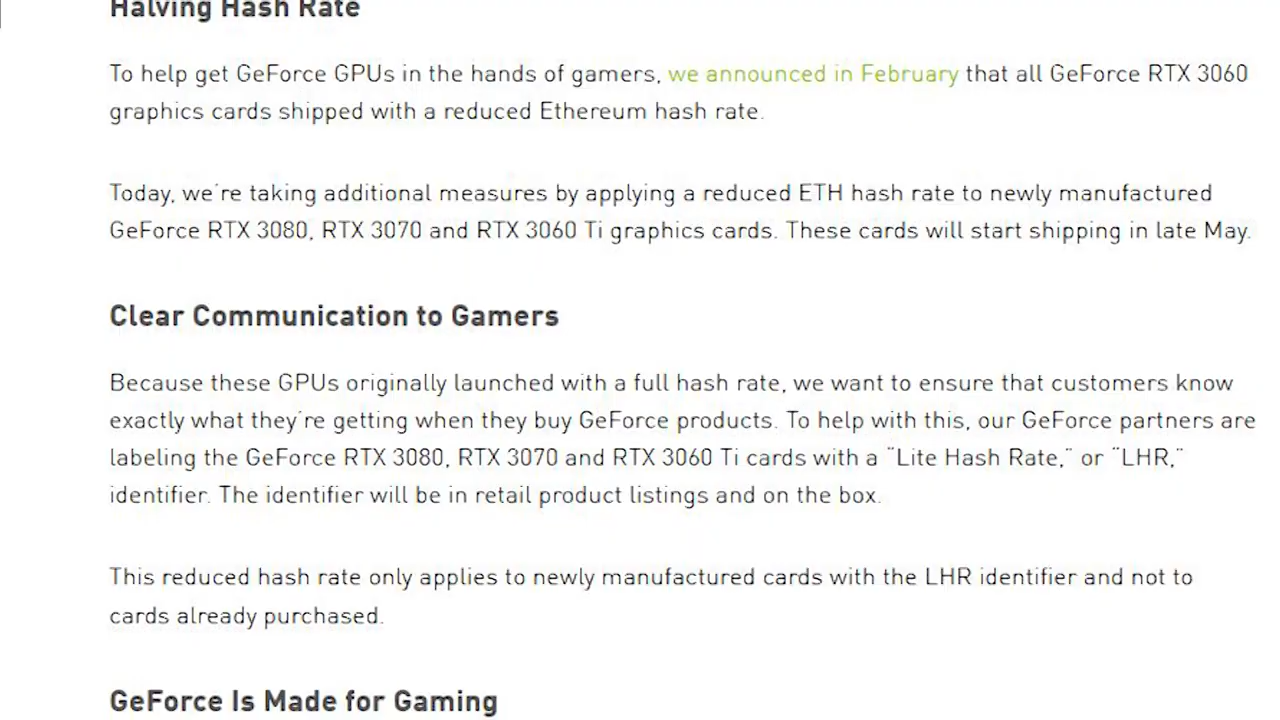 Halving Hash Rate
To help get GeForce GPUs in the hands of gamers, we announced in February that all GeForce RTX 3060
graphics cards shipped with a reduced Ethereum hash rate.
Today, we're taking additional measures by applying a reduced ETH hash rate to newly manufactured
GeForce RTX 3080, RTX 3070 and RTX 3060 Ti graphics cards. These cards will start shipping in late May.
Clear Communication to Gamers
Because these GPUs originally launched with a full hash rate, we want to ensure that customers know
exactly what they're getting when they buy GeForce products. To help with this, our GeForce partners are
labeling the GeForce RTX 3080, RTX 3070 and RTX 3060 Ti cards with a "Lite Hash Rate," or "LHR,"
identifier. The identifier will be in retail product listings and on the box.
This reduced hash rate only applies to newly manufactured cards with the LHR identifier and not to
cards already purchased.
GeForce Is Made for Gaming